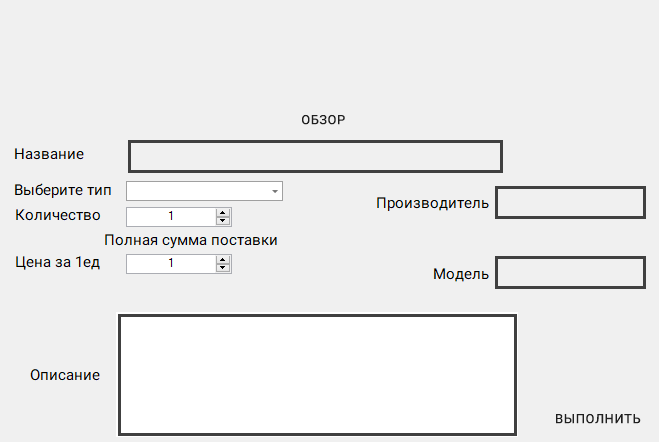 ОБЗОР
Название
Выберите тип
Производитель
Количество 1
Полная сумма поставки
Цена за 1ед 1
Модель
Описание
ВЫПОЛНИТЬ